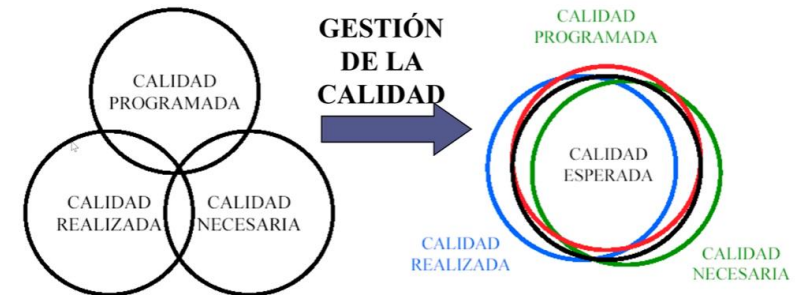 CALIDAD
PROGRAMADA
CALIDAD
REALIZADA
CALIDAD
NECESARIA
GESTIÓN
DE LA
CALIDAD
CALIDAD
PROGRAMADA
CALIDAD
ESPERADA
CALIDAD
REALIZADA
CALIDAD
NECESARIA